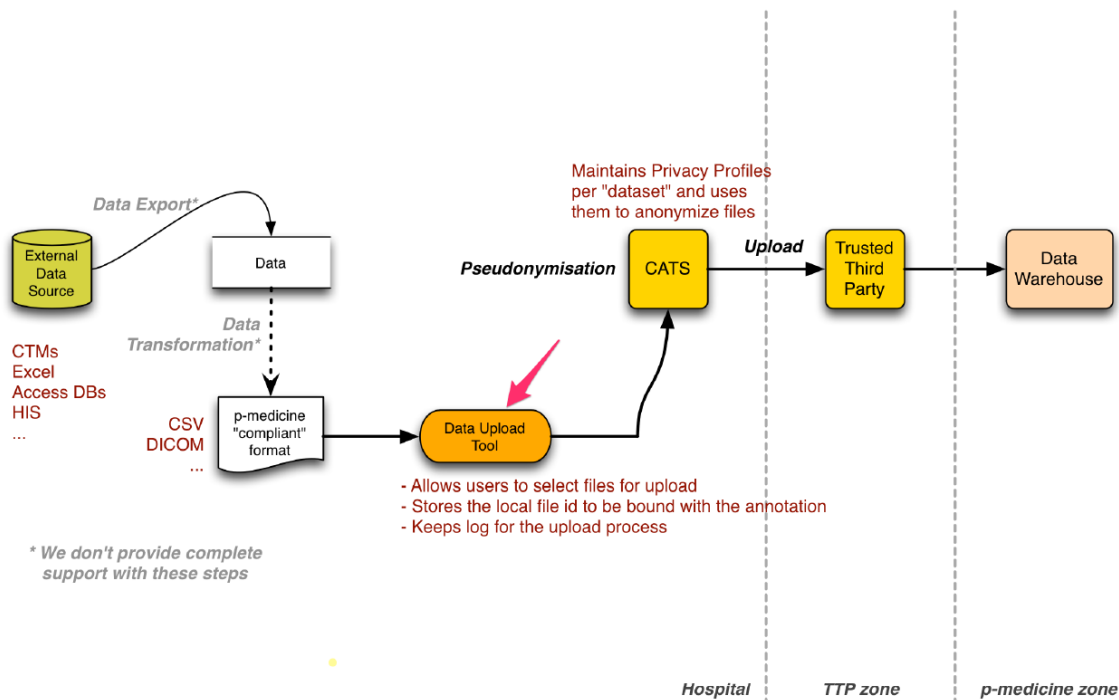 Maintains Privacy Profiles
per "dataset" and uses
them to anonymize files
Data Export*
External
Data
Source
Data
Pseudonymisation
CATS
Upload
Trusted
Third
Party
Data
Warehouse
Data
Transformation*
CTMs
Excel
Access DBs
HIS
...
CSV
DICOM
...
p-medicine
"compliant"
format
Data Upload
Tool
- Allows users to select files for upload
- Stores the local file id to be bound with the annotation
- Keeps log for the upload process
* We don't provide complete
support with these steps
Hospital
TTP zone
p-medicine zone